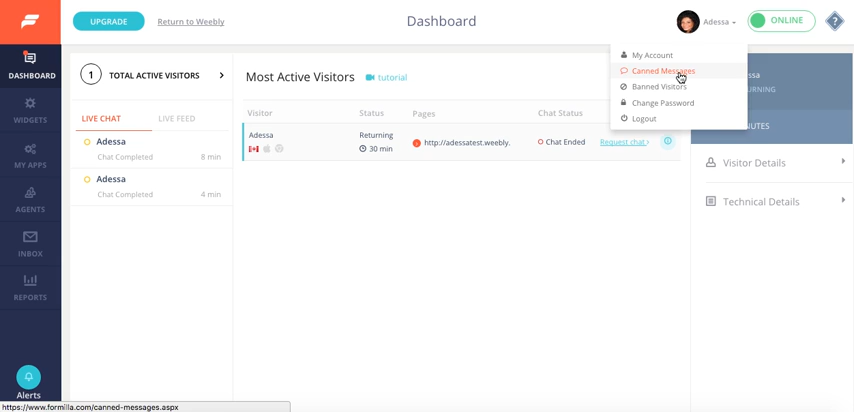 UPGRADE
Return to Weebly
Dashboard
Adessa
ONLINE
?
DASHBOARD
WIDGETS
MY APPS
AGENTS
INBOX
REPORTS
Alerts
1 TOTAL ACTIVE VISITORS
LIVE CHAT LIVE FEED
Adessa
Chat Completed 8 min
Adessa
Chat Completed 4 min
Most Active Visitors tutorial
Visitor Status Pages Chat Status
Adessa Returning
30 min
http://adessatest.weebly.
Chat Ended Request chat
My Account
Canned Messages
Banned Visitors
Change Password
Logout
Visitor Details
Technical Details
https://www.formilla.com/canned-messages.aspx